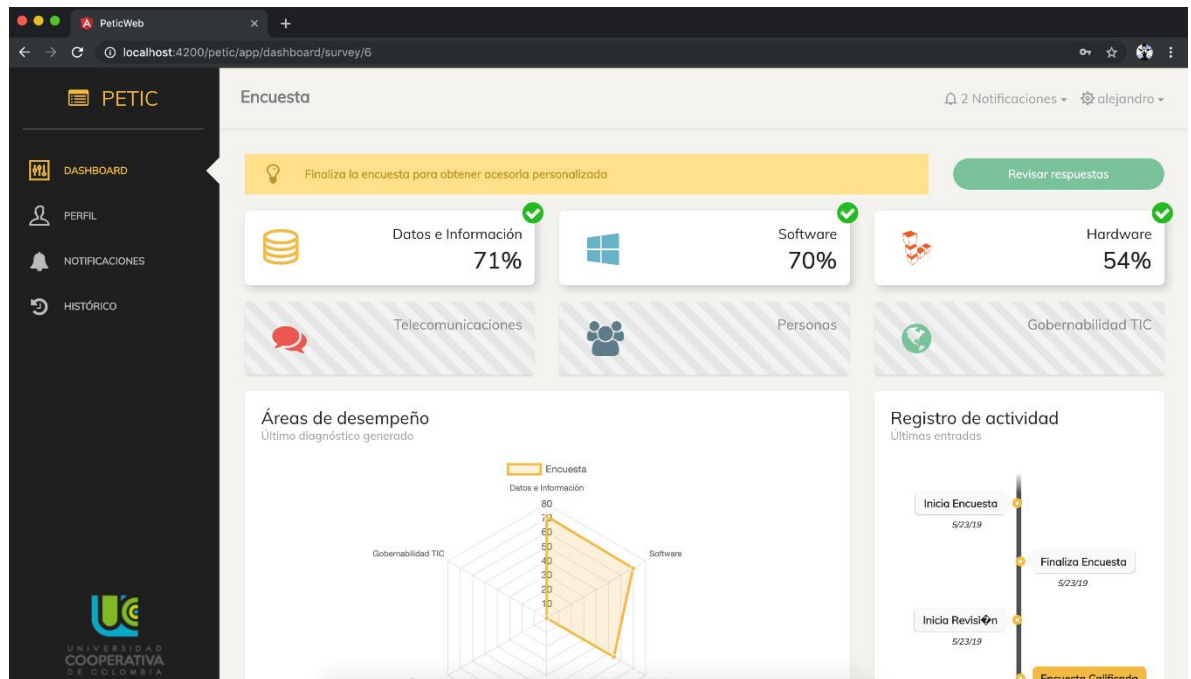 PeticWeb
localhost:4200/petic/app/dashboard/survey/6
PETIC
DASHBOARD
PERFIL
NOTIFICACIONES
HISTÓRICO
UNIVERSIDAD
COOPERATIVA
DE COLOMBIA
Encuesta
2 Notificaciones
alejandro
Finaliza la encuesta para obtener acesoria personalizada
Revisar respuestas
Datos e Información
71%
Software
70%
Hardware
54%
Telecomunicaciones
Personas
Gobernabilidad TIC
Áreas de desempeño
Último diagnóstico generado
Encuesta
Datos e Información
80
70
60
50
40
30
20
10
Gobernabilidad TIC
Software
Registro de actividad
Últimas entradas
Inicia Encuesta
5/23/19
Finaliza Encuesta
5/23/19
Inicia Revisi�n
5/23/19
Encuesta Calificada